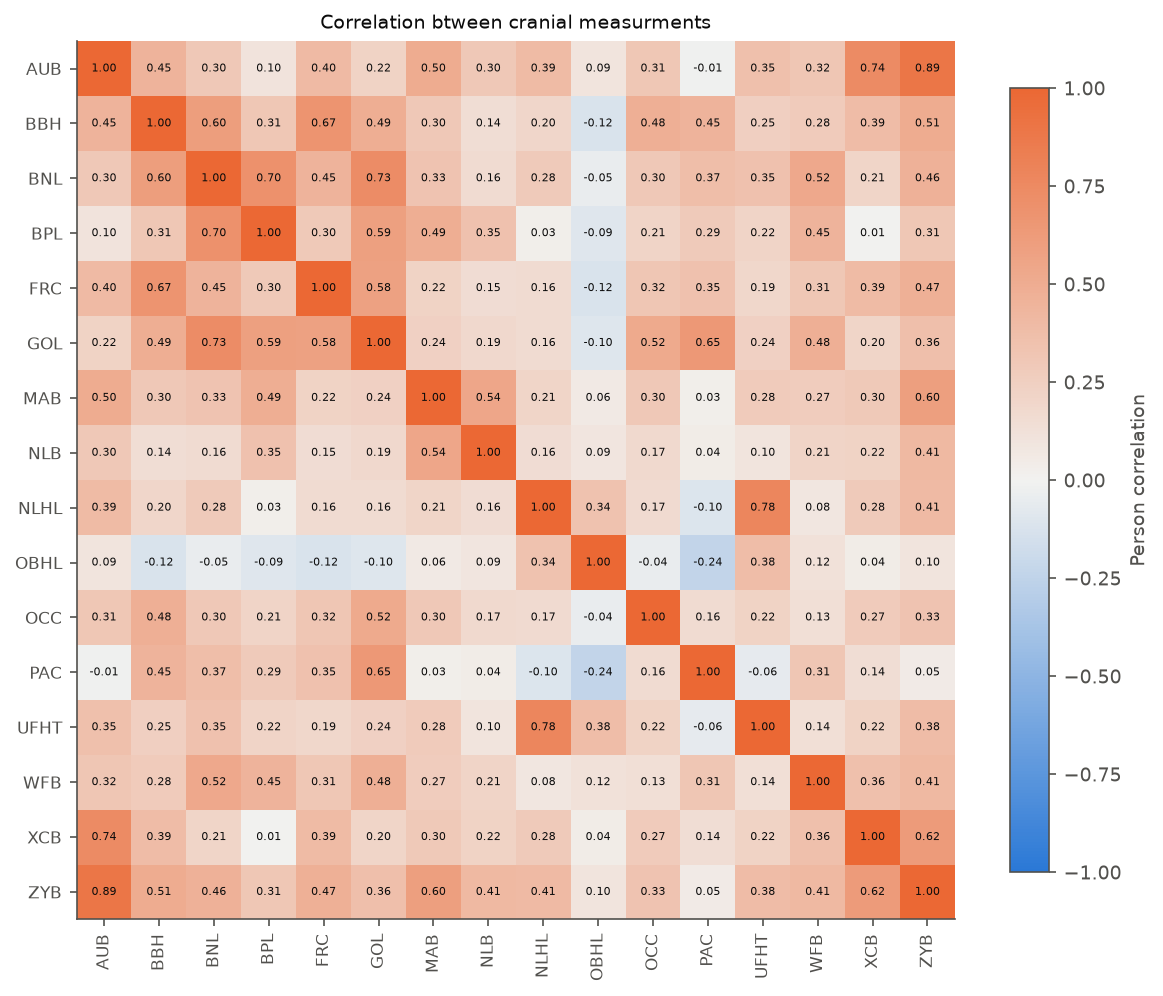 Correlation btween cranial measurments
AUB 1.00 0.45 0.30 0.10 0.40 0.22 0.50 0.30 0.39 0.09 0.31 -0.01 0.35 0.32 0.74 0.89
BBH 0.45 1.00 0.60 0.31 0.67 0.49 0.30 0.14 0.20 -0.12 0.48 0.45 0.25 0.28 0.39 0.51
BNL 0.30 0.60 1.00 0.70 0.45 0.73 0.33 0.16 0.28 -0.05 0.30 0.37 0.35 0.52 0.21 0.46
BPL 0.10 0.31 0.70 1.00 0.30 0.59 0.49 0.35 0.03 -0.09 0.21 0.29 0.22 0.45 0.01 0.31
FRC 0.40 0.67 0.45 0.30 1.00 0.58 0.22 0.15 0.16 -0.12 0.32 0.35 0.19 0.31 0.39 0.47
GOL 0.22 0.49 0.73 0.59 0.58 1.00 0.24 0.19 0.16 -0.10 0.52 0.65 0.24 0.48 0.20 0.36
MAB 0.50 0.30 0.33 0.49 0.22 0.24 1.00 0.54 0.21 0.06 0.30 0.03 0.28 0.27 0.30 0.60
NLB 0.30 0.14 0.16 0.35 0.15 0.19 0.54 1.00 0.16 0.09 0.17 0.04 0.10 0.21 0.22 0.41
NLHL 0.39 0.20 0.28 0.03 0.16 0.16 0.21 0.16 1.00 0.34 0.17 -0.10 0.78 0.08 0.28 0.41
OBHL 0.09 -0.12 -0.05 -0.09 -0.12 -0.10 0.06 0.09 0.34 1.00 -0.04 -0.24 0.38 0.12 0.04 0.10
OCC 0.31 0.48 0.30 0.21 0.32 0.52 0.30 0.17 0.17 -0.04 1.00 0.16 0.22 0.13 0.27 0.33
PAC -0.01 0.45 0.37 0.29 0.35 0.65 0.03 0.04 -0.10 -0.24 0.16 1.00 -0.06 0.31 0.14 0.05
UFHT 0.35 0.25 0.35 0.22 0.19 0.24 0.28 0.10 0.78 0.38 0.22 -0.06 1.00 0.14 0.22 0.38
WFB 0.32 0.28 0.52 0.45 0.31 0.48 0.27 0.21 0.08 0.12 0.13 0.31 0.14 1.00 0.36 0.41
XCB 0.74 0.39 0.21 0.01 0.39 0.20 0.30 0.22 0.28 0.04 0.27 0.14 0.22 0.36 1.00 0.62
ZYB 0.89 0.51 0.46 0.31 0.47 0.36 0.60 0.41 0.41 0.10 0.33 0.05 0.38 0.41 0.62 1.00
AUB BBH BNL BPL FRC GOL MAB NLB NLHL OBHL OCC PAC UFHT WFB XCB ZYB
1.00
0.75
0.50
0.25
0.00
−0.25
−0.50
−0.75
−1.00
Person correlation